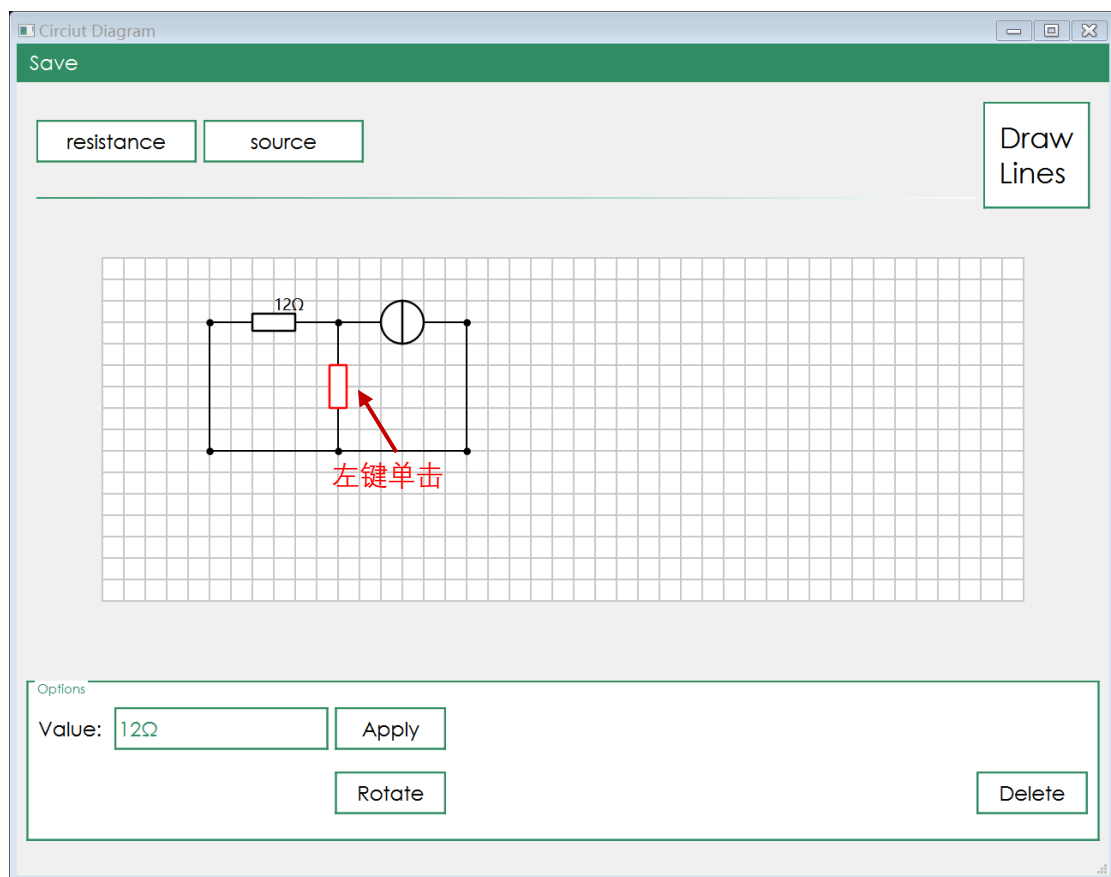 Circiut Diagram
Save
resistance
source
Draw
Lines
12Ω
左键单击
Options
Value:
12Ω
Apply
Rotate
Delete